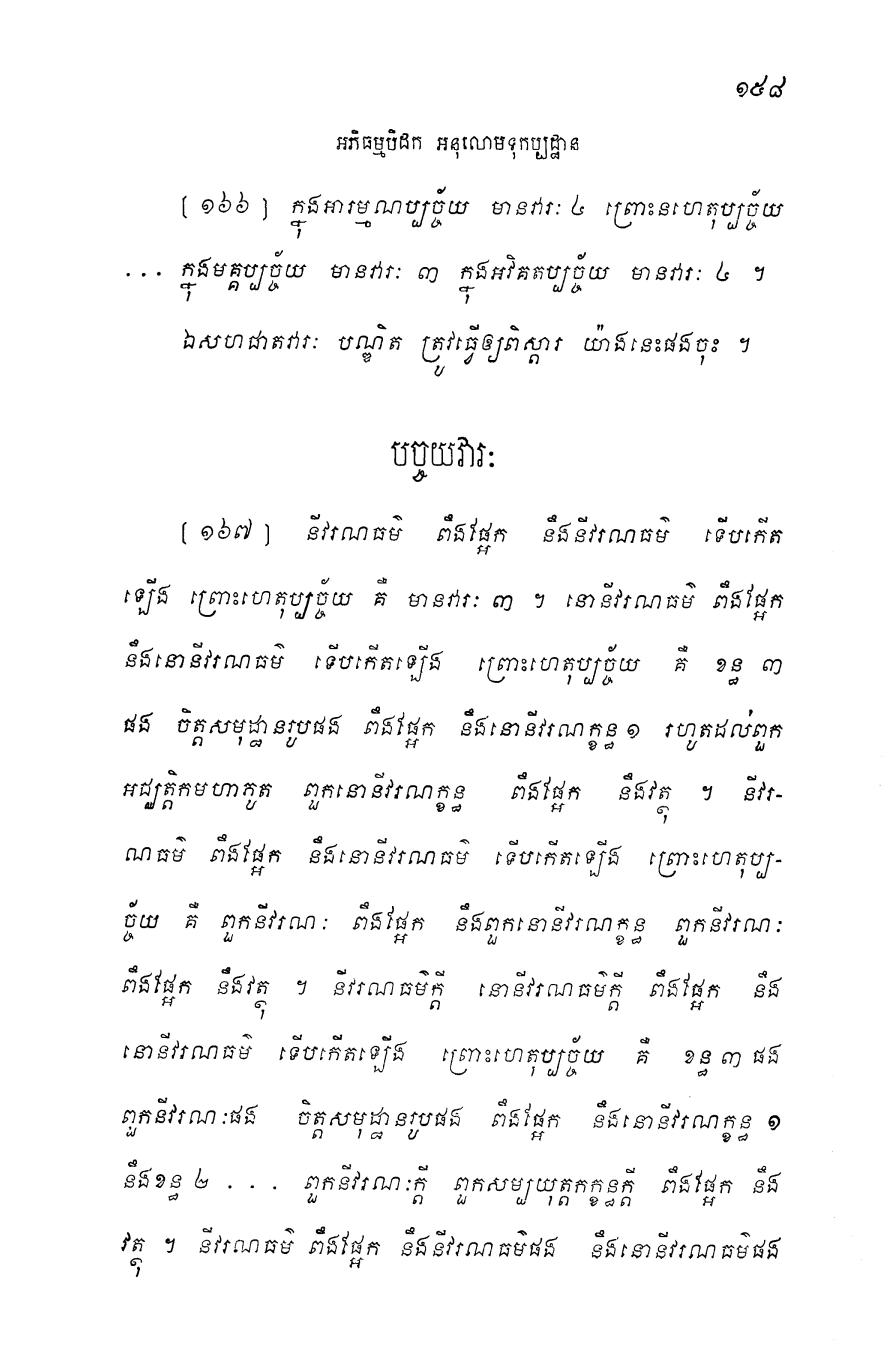 ១៥៨
អភិធម្មបិដក អនុលោមទុកប្បដ្ឋាន
[ ១៦៦ ] ក្នុងអារម្មណប្បច្ច័យ មានវារៈ ៤ ព្រោះនហេតុប្បច្ច័យ
... ក្នុងមគ្គប្បច្ច័យ មានវារៈ ៣ ក្នុងអវិគតប្បច្ច័យ មានវារៈ ៤ ។
ឯសហជាតវារៈ បណ្ឌិត ត្រូវធ្វើឲ្យពិស្តារ យ៉ាងនេះផងចុះ ។
បច្ចយវារៈ
[ ១៦៧ ] នីវរណធម៌ ពឹងផ្អែក នឹងនីវរណធម៌ ទើបកើត
ឡើង ព្រោះហេតុប្បច្ច័យ គឺ មានវារៈ ៣ ។ នោនីវរណធម៌ ពឹងផ្អែក
នឹងនោនីវរណធម៌ ទើបកើតឡើង ព្រោះហេតុប្បច្ច័យ គឺ ខន្ធ ៣
ផង ចិត្តសមុដ្ឋានរូបផង ពឹងផ្អែក នឹងនោនីវរណក្ខន្ធ ១ រហូតដល់ពួក
អជ្ឈត្តិកមហាភូត ពួកនោនីវរណក្ខន្ធ ពឹងផ្អែក នឹងវត្ថុ ។ នីវរ-
ណធម៌ ពឹងផ្អែក នឹងនោនីវរណធម៌ ទើបកើតឡើង ព្រោះហេតុប្ប-
ច្ច័យ គឺ ពួកនីវរណៈ ពឹងផ្អែក នឹងពួកនោនីវរណក្ខន្ធ ពួកនីវរណៈ
ពឹងផ្អែក នឹងវត្ថុ ។ នីវរណធម៌ក្តី នោនីវរណធម៌ក្តី ពឹងផ្អែក នឹង
នោនីវរណធម៌ ទើបកើតឡើង ព្រោះហេតុប្បច្ច័យ គឺ ខន្ធ ៣ ផង
ពួកនីវរណៈផង ចិត្តសមុដ្ឋានរូបផង ពឹងផ្អែក នឹងនោនីវរណក្ខន្ធ ១
នឹងខន្ធ ២ . . . ពួកនីវរណៈក្តី ពួកសម្បយុត្តកក្ខន្ធក្តី ពឹងផ្អែក នឹង
វត្ថុ ។ នីវរណធម៌ ពឹងផ្អែក នឹងនីវរណធម៌ផង នឹងនោនីវរណធម៌ផង